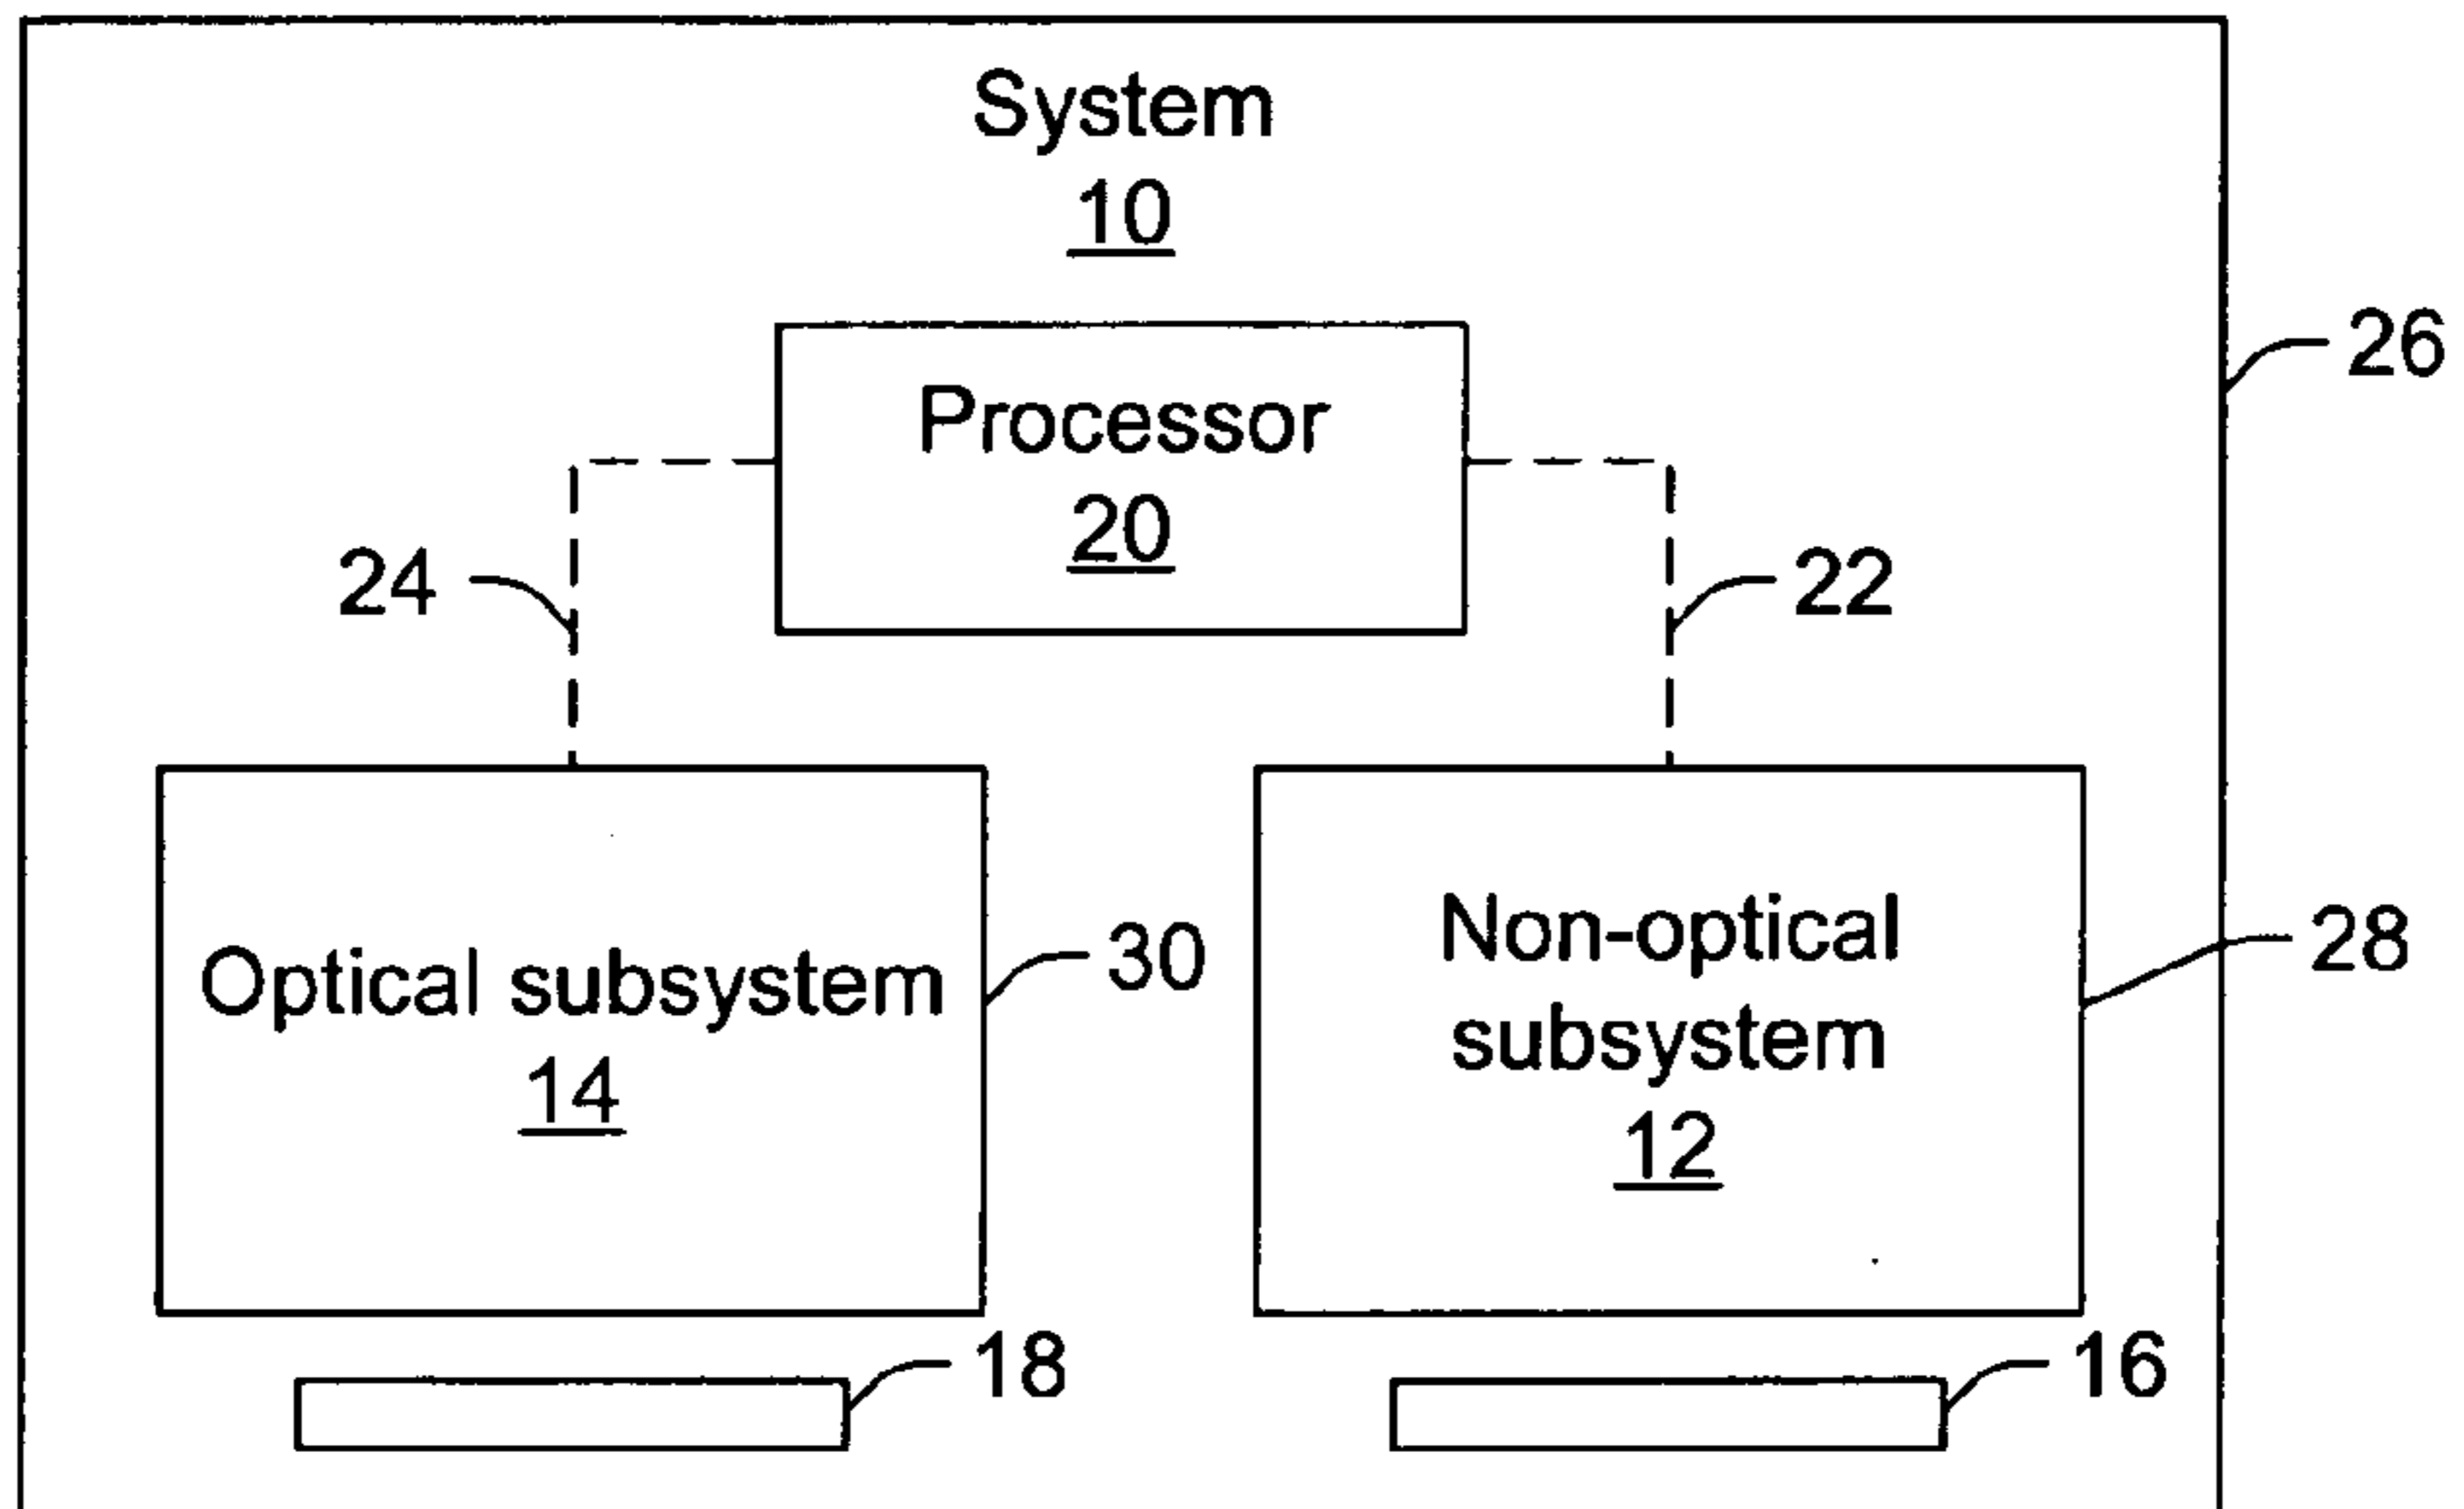 System
10
26
Processor
20
24
22
Optical subsystem
14
30
Non-optical
subsystem
12
28
18
16